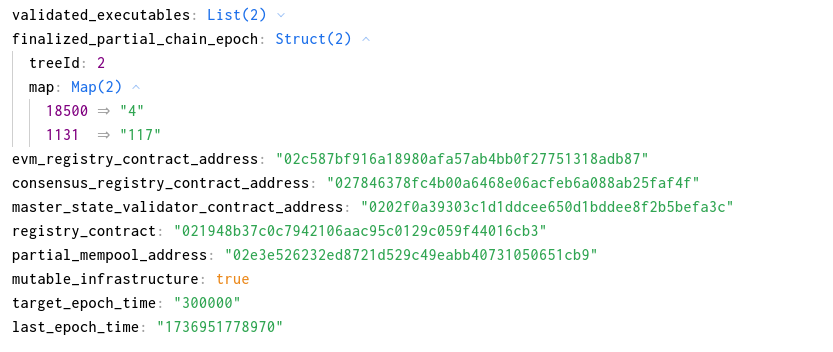 validated_executables: List(2)
finalized_partial_chain_epoch: Struct(2)
treeId: 2
map: Map(2)
18500 => "4"
1131 => "117"
evm_registry_contract_address: "02c587bf916a18980afa57ab4bb0f27751318adb87"
consensus_registry_contract_address: "027846378fc4b00a6468e06acfeb6a088ab25faf4f"
master_state_validator_contract_address: "0202f0a39303c1d1ddcee650d1bddee8f2b5befa3c"
registry_contract: "021948b37c0c7942106aac95c0129c059f44016cb3"
partial_mempool_address: "02e3e526232ed8721d529c49eabb40731050651cb9"
mutable_infrastructure: true
target_epoch_time: "300000"
last_epoch_time: "1736951778970"